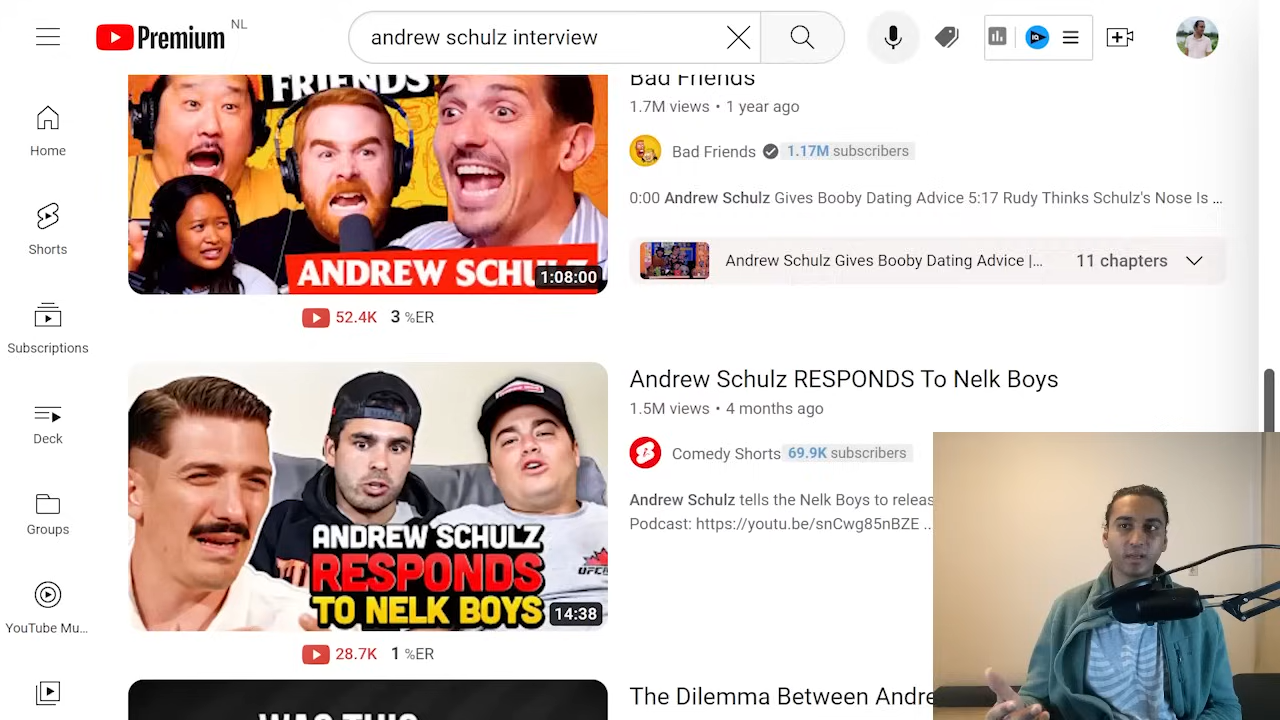 Premium NL
andrew schulz interview
Home
Shorts
Subscriptions
Deck
Groups
YouTube Mu...
FRIENDS
ANDREW SCHULZ
1:08:00
52.4K 3 %ER
Bad Friends
1.7M views • 1 year ago
Bad Friends 1.17M subscribers
0:00 Andrew Schulz Gives Booby Dating Advice 5:17 Rudy Thinks Schulz's Nose Is ...
Andrew Schulz Gives Booby Dating Advice |... 11 chapters
ANDREW SCHULZ
RESPONDS
TO NELK BOYS
UFC
14:38
28.7K 1 %ER
Andrew Schulz RESPONDS To Nelk Boys
1.5M views • 4 months ago
Comedy Shorts 69.9K subscribers
Andrew Schulz tells the Nelk Boys to releas
Podcast: https://youtu.be/snCwg85nBZE ...
WAS THIS
The Dilemma Between Andre